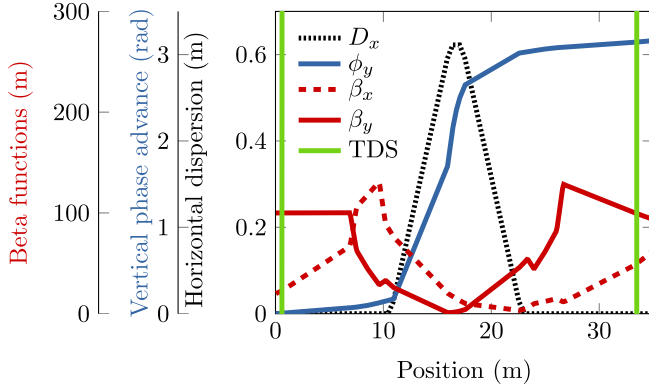 Beta functions (m)
0
100
200
300
Vertical phase advance (rad)
0
1
2
3
Horizontal dispersion (m)
0
0.2
0.4
0.6
D_x
ϕ_y
β_x
β_y
TDS
0 10 20 30
Position (m)